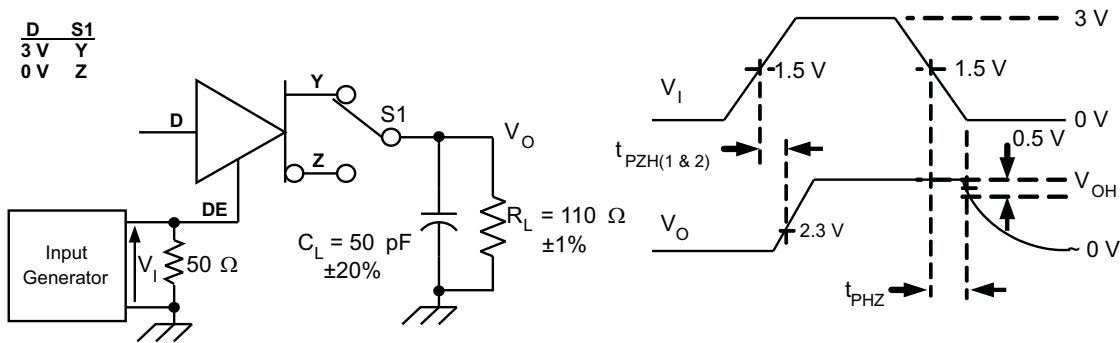 D S1
3 V Y
0 V Z
D
Y
S1
Z
DE
V_O
Input
Generator
V_I
50 Ω
C_L = 50 pF
±20%
R_L = 110 Ω
±1%
3 V
1.5 V
1.5 V
V_I
0 V
0.5 V
t_PZH(1 & 2)
V_OH
V_O
2.3 V
~ 0 V
t_PHZ